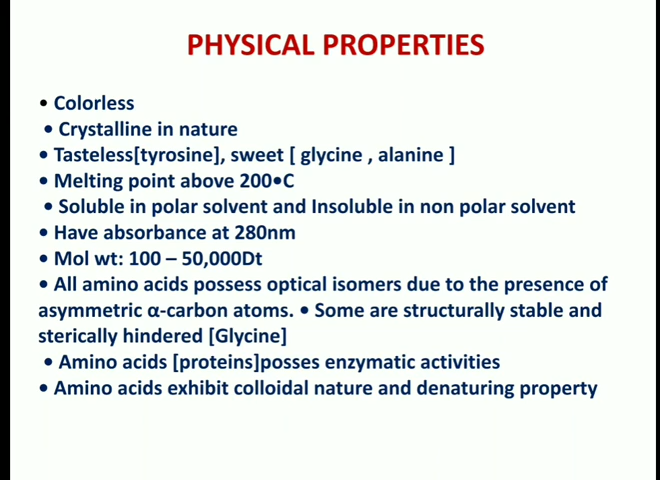 PHYSICAL PROPERTIES
• Colorless
• Crystalline in nature
• Tasteless[tyrosine], sweet [ glycine , alanine ]
• Melting point above 200•C
• Soluble in polar solvent and Insoluble in non polar solvent
• Have absorbance at 280nm
• Mol wt: 100 – 50,000Dt
• All amino acids possess optical isomers due to the presence of
asymmetric α-carbon atoms. • Some are structurally stable and
sterically hindered [Glycine]
• Amino acids [proteins]posses enzymatic activities
• Amino acids exhibit colloidal nature and denaturing property